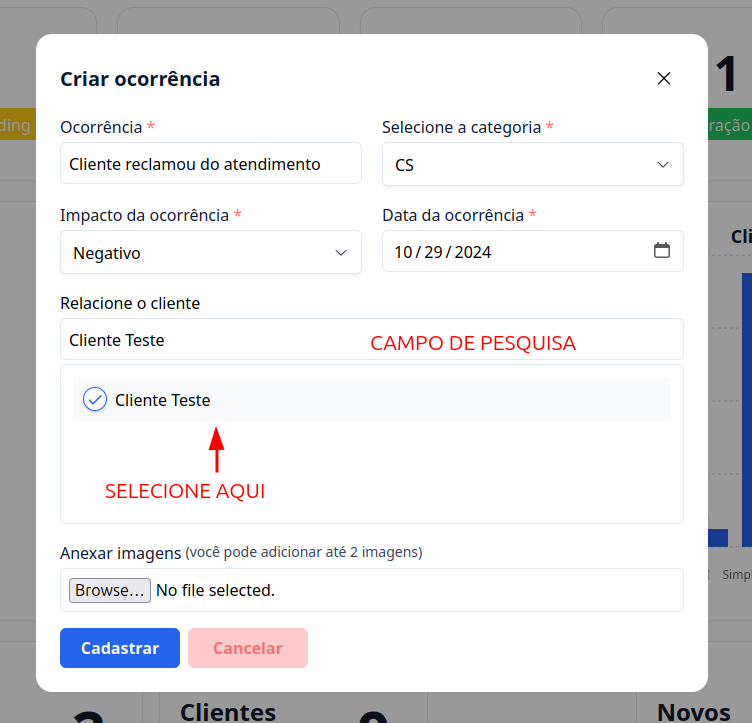 Criar ocorrência
1
ding
ração
Ocorrência *
Selecione a categoria *
Cliente reclamou do atendimento
CS
Impacto da ocorrência *
Data da ocorrência *
Negativo
10/29/2024
Cli
Relacione o cliente
Cliente Teste
CAMPO DE PESQUISA
Cliente Teste
SELECIONE AQUI
Anexar imagens (você pode adicionar até 2 imagens)
Simp
Browse... No file selected.
Cadastrar
Cancelar
Clientes
Novos